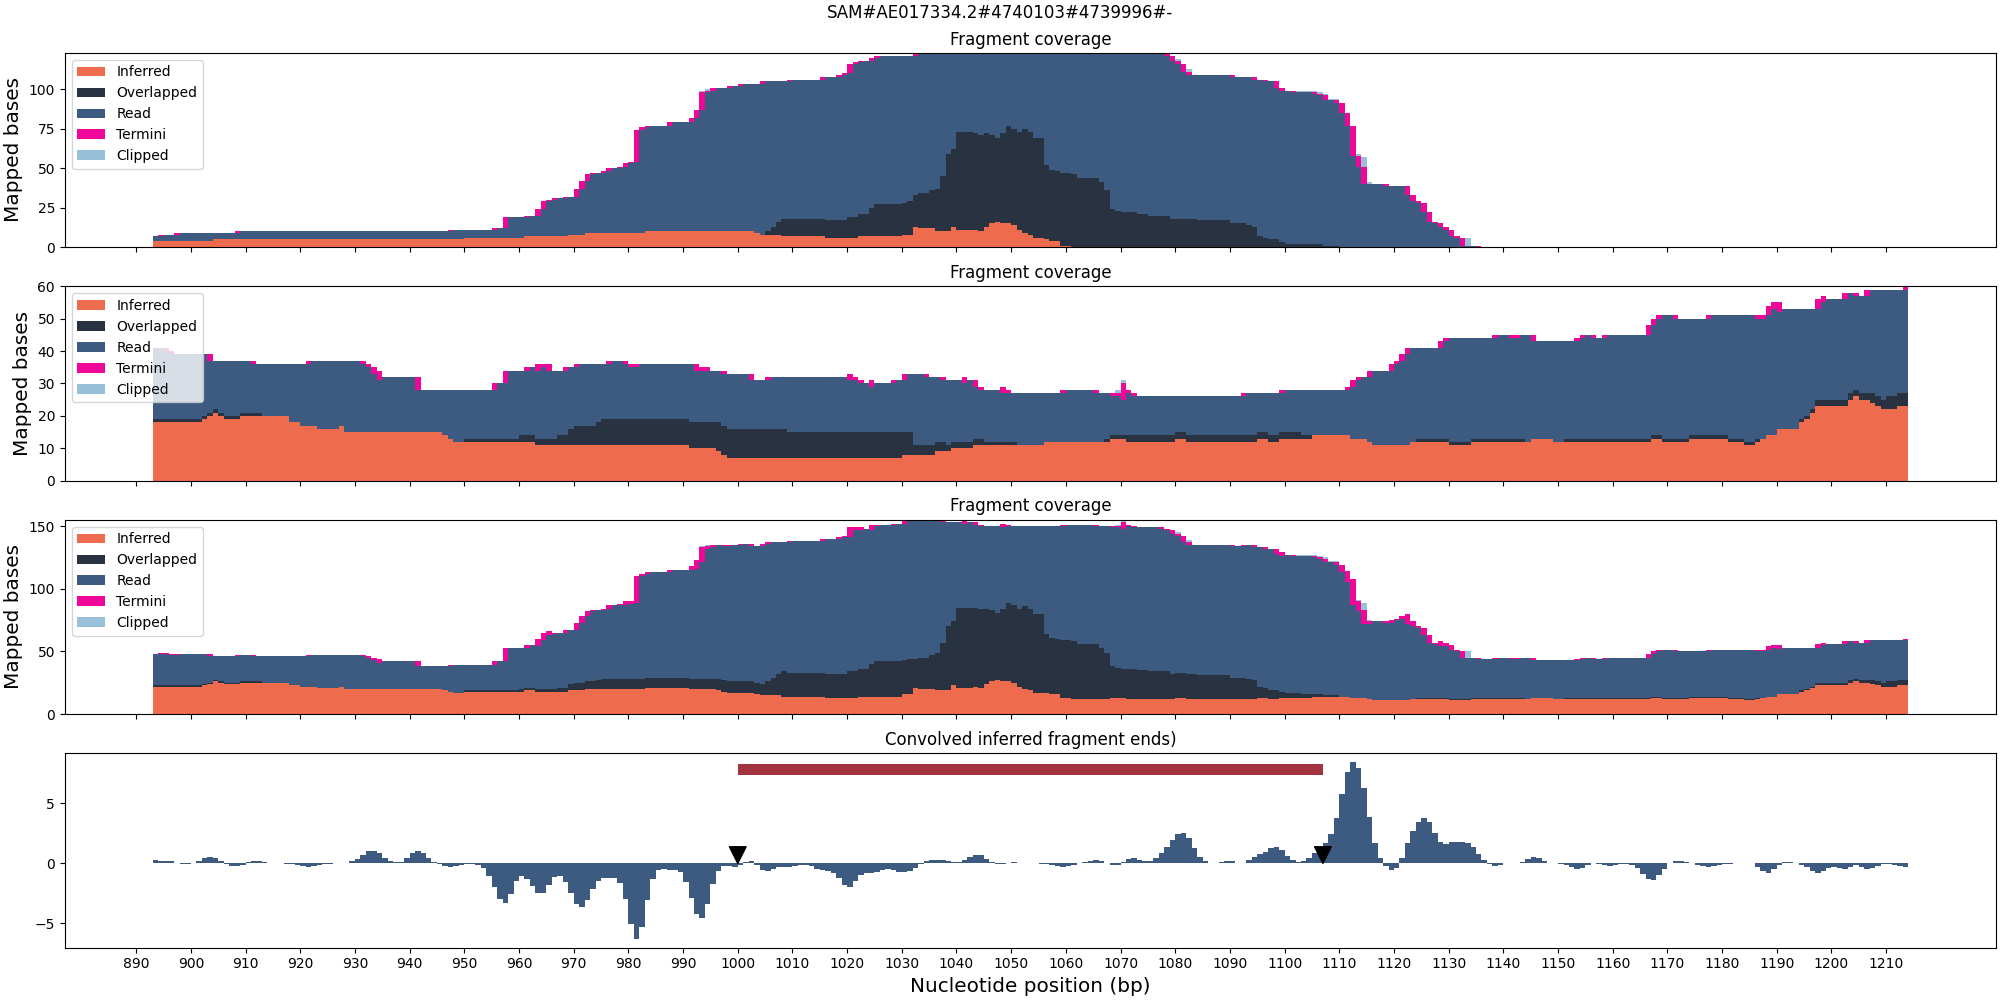 SAM#AE017334.2#4740103#4739996#-
Fragment coverage
Mapped bases
100
75
50
25
0
Inferred
Overlapped
Read
Termini
Clipped
Fragment coverage
Mapped bases
60
50
40
30
20
10
0
Inferred
Overlapped
Read
Termini
Clipped
Fragment coverage
Mapped bases
150
100
50
0
Inferred
Overlapped
Read
Termini
Clipped
Convolved inferred fragment ends)
5
0
−5
890 900 910 920 930 940 950 960 970 980 990 1000 1010 1020 1030 1040 1050 1060 1070 1080 1090 1100 1110 1120 1130 1140 1150 1160 1170 1180 1190 1200 1210
Nucleotide position (bp)